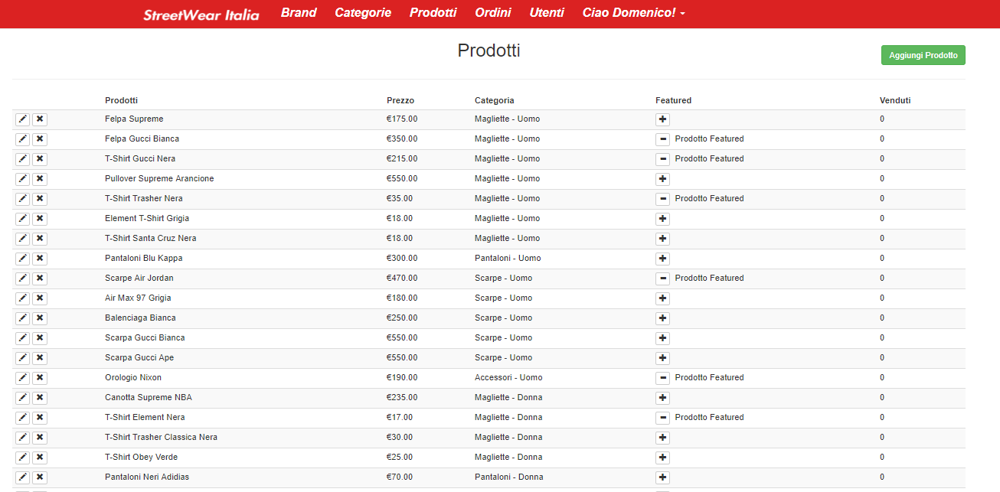 StreetWear Italia Brand Categorie Prodotti Ordini Utenti Ciao Domenico!
Prodotti
Aggiungi Prodotto
Prodotti Prezzo Categoria Featured Venduti
Felpa Supreme €175.00 Magliette - Uomo 0
Felpa Gucci Bianca €350.00 Magliette - Uomo Prodotto Featured 0
T-Shirt Gucci Nera €215.00 Magliette - Uomo Prodotto Featured 0
Pullover Supreme Arancione €550.00 Magliette - Uomo 0
T-Shirt Trasher Nera €35.00 Magliette - Uomo Prodotto Featured 0
Element T-Shirt Grigia €18.00 Magliette - Uomo 0
T-Shirt Santa Cruz Nera €18.00 Magliette - Uomo 0
Pantaloni Blu Kappa €300.00 Pantaloni - Uomo 0
Scarpe Air Jordan €470.00 Scarpe - Uomo Prodotto Featured 0
Air Max 97 Grigia €180.00 Scarpe - Uomo 0
Balenciaga Bianca €250.00 Scarpe - Uomo 0
Scarpa Gucci Bianca €550.00 Scarpe - Uomo 0
Scarpa Gucci Ape €550.00 Scarpe - Uomo 0
Orologio Nixon €190.00 Accessori - Uomo Prodotto Featured 0
Canotta Supreme NBA €235.00 Magliette - Donna 0
T-Shirt Element Nera €17.00 Magliette - Donna Prodotto Featured 0
T-Shirt Trasher Classica Nera €30.00 Magliette - Donna 0
T-Shirt Obey Verde €25.00 Magliette - Donna 0
Pantaloni Neri Adidias €70.00 Pantaloni - Donna 0